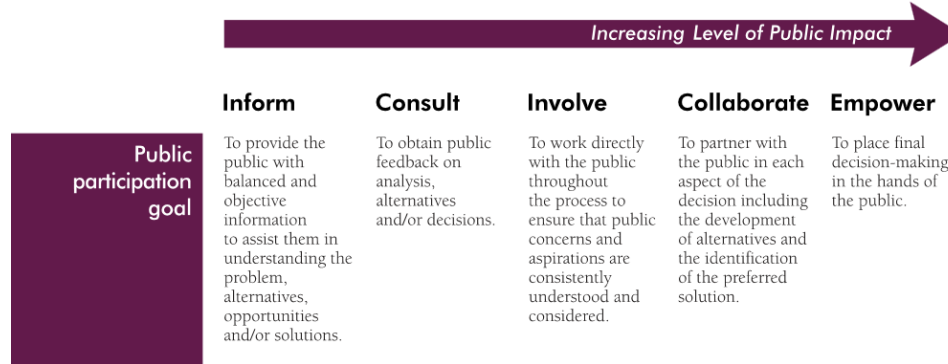 Increasing Level of Public Impact
Inform
Consult
Involve
Collaborate
Empower
Public
participation
goal
To provide the
public with
balanced and
objective
information
to assist them in
understanding the
problem,
alternatives,
opportunities
and/or solutions.
To obtain public
feedback on
analysis,
alternatives
and/or decisions.
To work directly
with the public
throughout
the process to
ensure that public
concerns and
aspirations are
consistently
understood and
considered.
To partner with
the public in each
aspect of the
decision including
the development
of alternatives and
the identification
of the preferred
solution.
To place final
decision-making
in the hands of
the public.